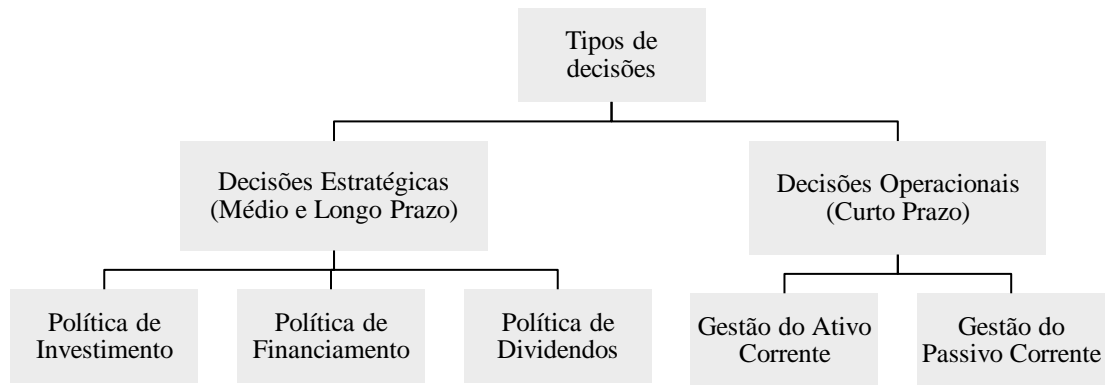 Tipos de
decisões
Decisões Estratégicas
(Médio e Longo Prazo)
Decisões Operacionais
(Curto Prazo)
Política de
Investimento
Política de
Financiamento
Política de
Dividendos
Gestão do Ativo
Corrente
Gestão do
Passivo Corrente